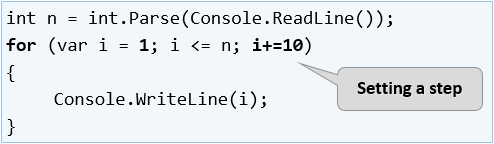 int n = int.Parse(Console.ReadLine());
for (var i = 1; i <= n; i+=10)
{
Setting a step
Console.WriteLine(i);
}